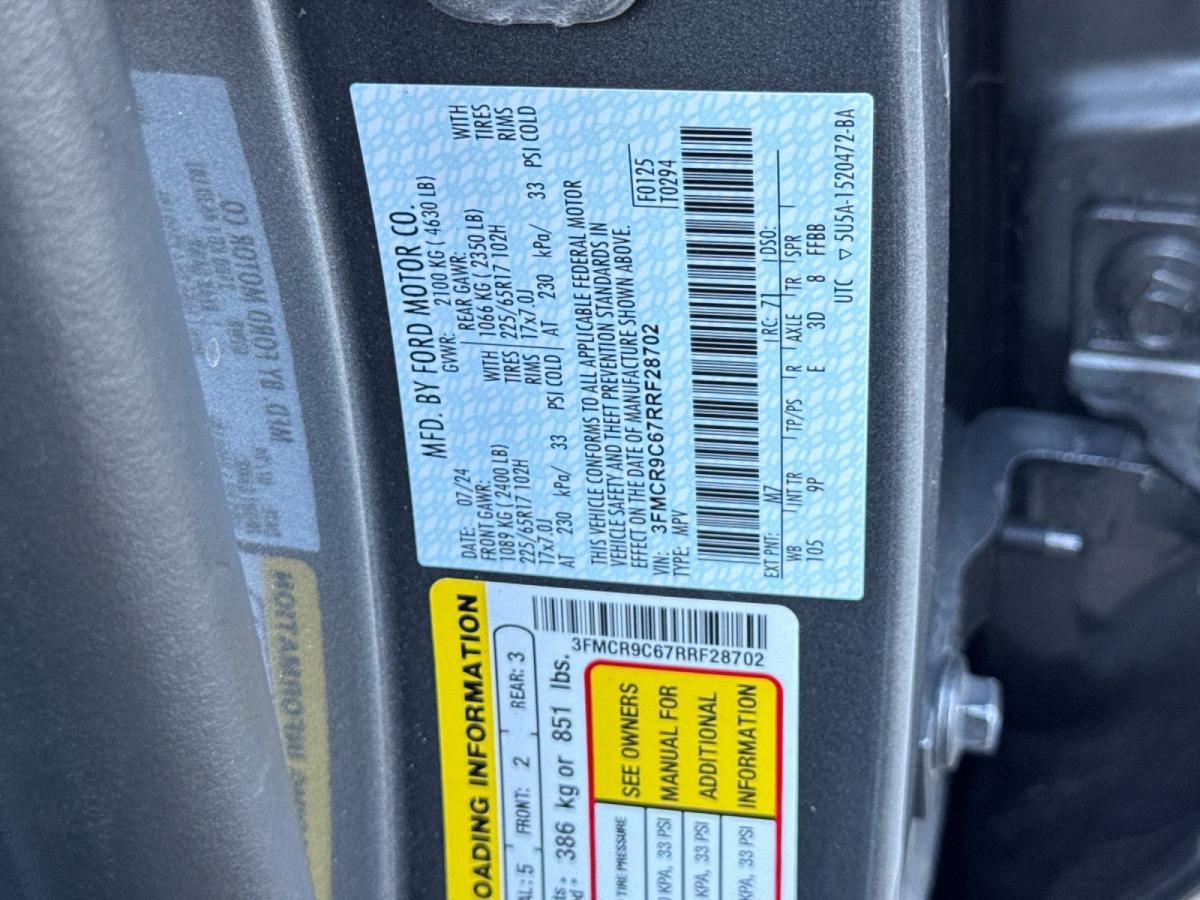 MFD. BY FORD MOTOR CO.
DATE: 07/24 GVWR: 2100 KG ( 4630 LB)
FRONT GAWR: REAR GAWR:
1089 KG ( 2400 LB) WITH 1066 KG ( 2350 LB) WITH
225/65R17 102H TIRES 225/65R17 102H TIRES
17x7.0J RIMS 17x7.0J RIMS
AT 230 kPa/ 33 PSI COLD AT 230 kPa/ 33 PSI COLD
THIS VEHICLE CONFORMS TO ALL APPLICABLE FEDERAL MOTOR
VEHICLE SAFETY AND THEFT PREVENTION STANDARDS IN
EFFECT ON THE DATE OF MANUFACTURE SHOWN ABOVE.
VIN: 3FMCR9C67RRF28702 F0125
TYPE: MPV T0294
EXT PNT: M7 RC: 71 DSO:
WB INT TR TP/PS R AXLE TR SPR
105 9P E 3D 8 FFBB
UTC ▽ 5U5A-1520472-BA
OADING INFORMATION
AL: 5 FRONT: 2 REAR: 3
386 kg or 851 lbs.
3FMCR9C67RRF28702
TIRE PRESSURE
KPA, 33 PSI
KPA, 33 PSI
KPA, 33 PSI
SEE OWNERS
MANUAL FOR
ADDITIONAL
INFORMATION